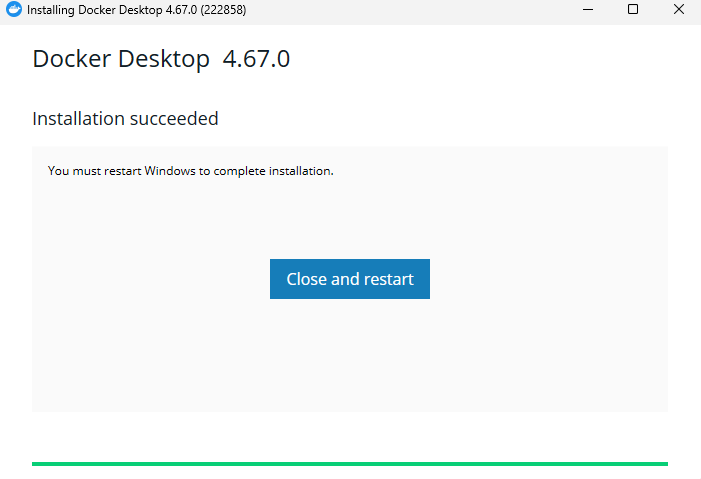 Installing Docker Desktop 4.67.0 (222858)
Docker Desktop 4.67.0
Installation succeeded
You must restart Windows to complete installation.
Close and restart